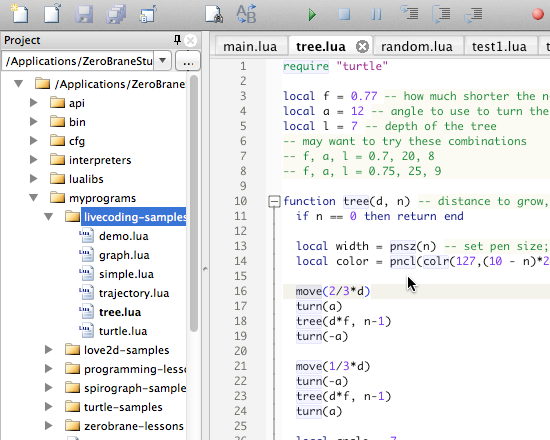 Project
/Applications/ZeroBraneStu
...
/Applications/ZeroBrane
api
bin
cfg
interpreters
lualibs
myprograms
livecoding-samples
demo.lua
graph.lua
simple.lua
trajectory.lua
tree.lua
turtle.lua
love2d-samples
programming-lesso
spirograph-sample
turtle-samples
zerobrane-lessons
main.lua tree.lua random.lua test1.lua t
1 require "turtle"
2
3 local f = 0.77 -- how much shorter the n
4 local a = 12 -- angle to use to turn the
5 local l = 7 -- depth of the tree
6 -- may want to try these combinations
7 -- f, a, l = 0.7, 20, 8
8 -- f, a, l = 0.75, 25, 9
9
10 function tree(d, n) -- distance to grow,
11 if n == 0 then return end
12
13 local width = pnsz(n) -- set pen size;
14 local color = pncl(colr(127,(10 - n)*2
15
16 move(2/3*d)
17 turn(a)
18 tree(d*f, n-1)
19 turn(-a)
20
21 move(1/3*d)
22 turn(-a)
23 tree(d*f, n-1)
24 turn(a)
25